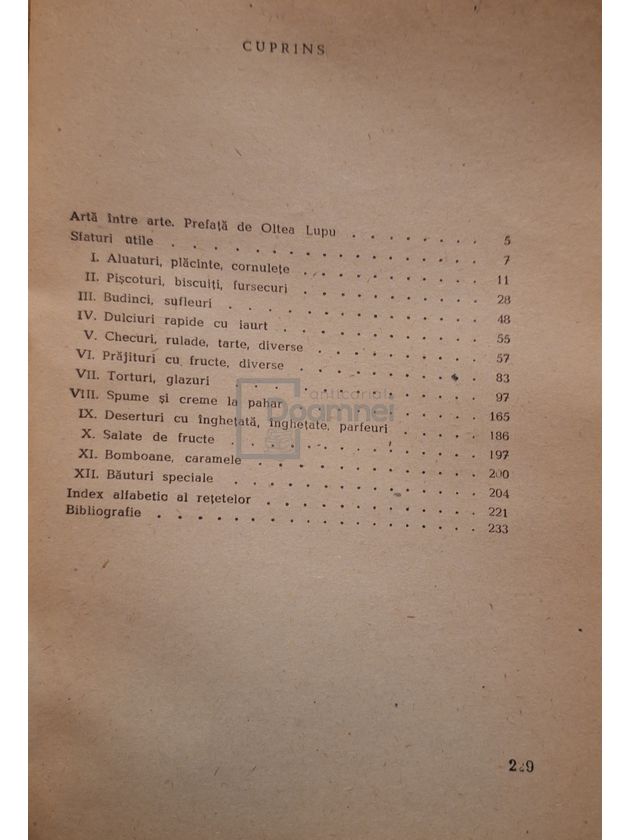 CUPRINS
Artă între arte. Prefață de Oltea Lupu . . . . . . . . 5
Sfaturi utile . . . . . . . . . . . . . . . . 7
I. Aluaturi, plăcinte, cornulețe . . . . . . . . . . 11
II. Pișcoturi, biscuiți, fursecuri . . . . . . . . . . 28
III. Budinci, sufleuri . . . . . . . . . . . . . 48
IV. Dulciuri rapide cu iaurt . . . . . . . . . . . 55
V. Checuri, rulade, tarte, diverse . . . . . . . . . 57
VI. Prăjituri cu fructe, diverse . . . . . . . . . . 83
VII. Torturi, glazuri . . . . . . . . . . . . . 97
VIII. Spume și creme la pahar . . . . . . . . . . 165
IX. Deserturi cu înghețată, înghețate, parfeuri . . . . . 186
X. Salate de fructe . . . . . . . . . . . . . 197
XI. Bomboane, caramele . . . . . . . . . . . . 200
XII. Băuturi speciale . . . . . . . . . . . . . 204
Index alfabetic al rețetelor . . . . . . . . . . . . 221
Bibliografie . . . . . . . . . . . . . . . . 233
anticariat
Doamnei